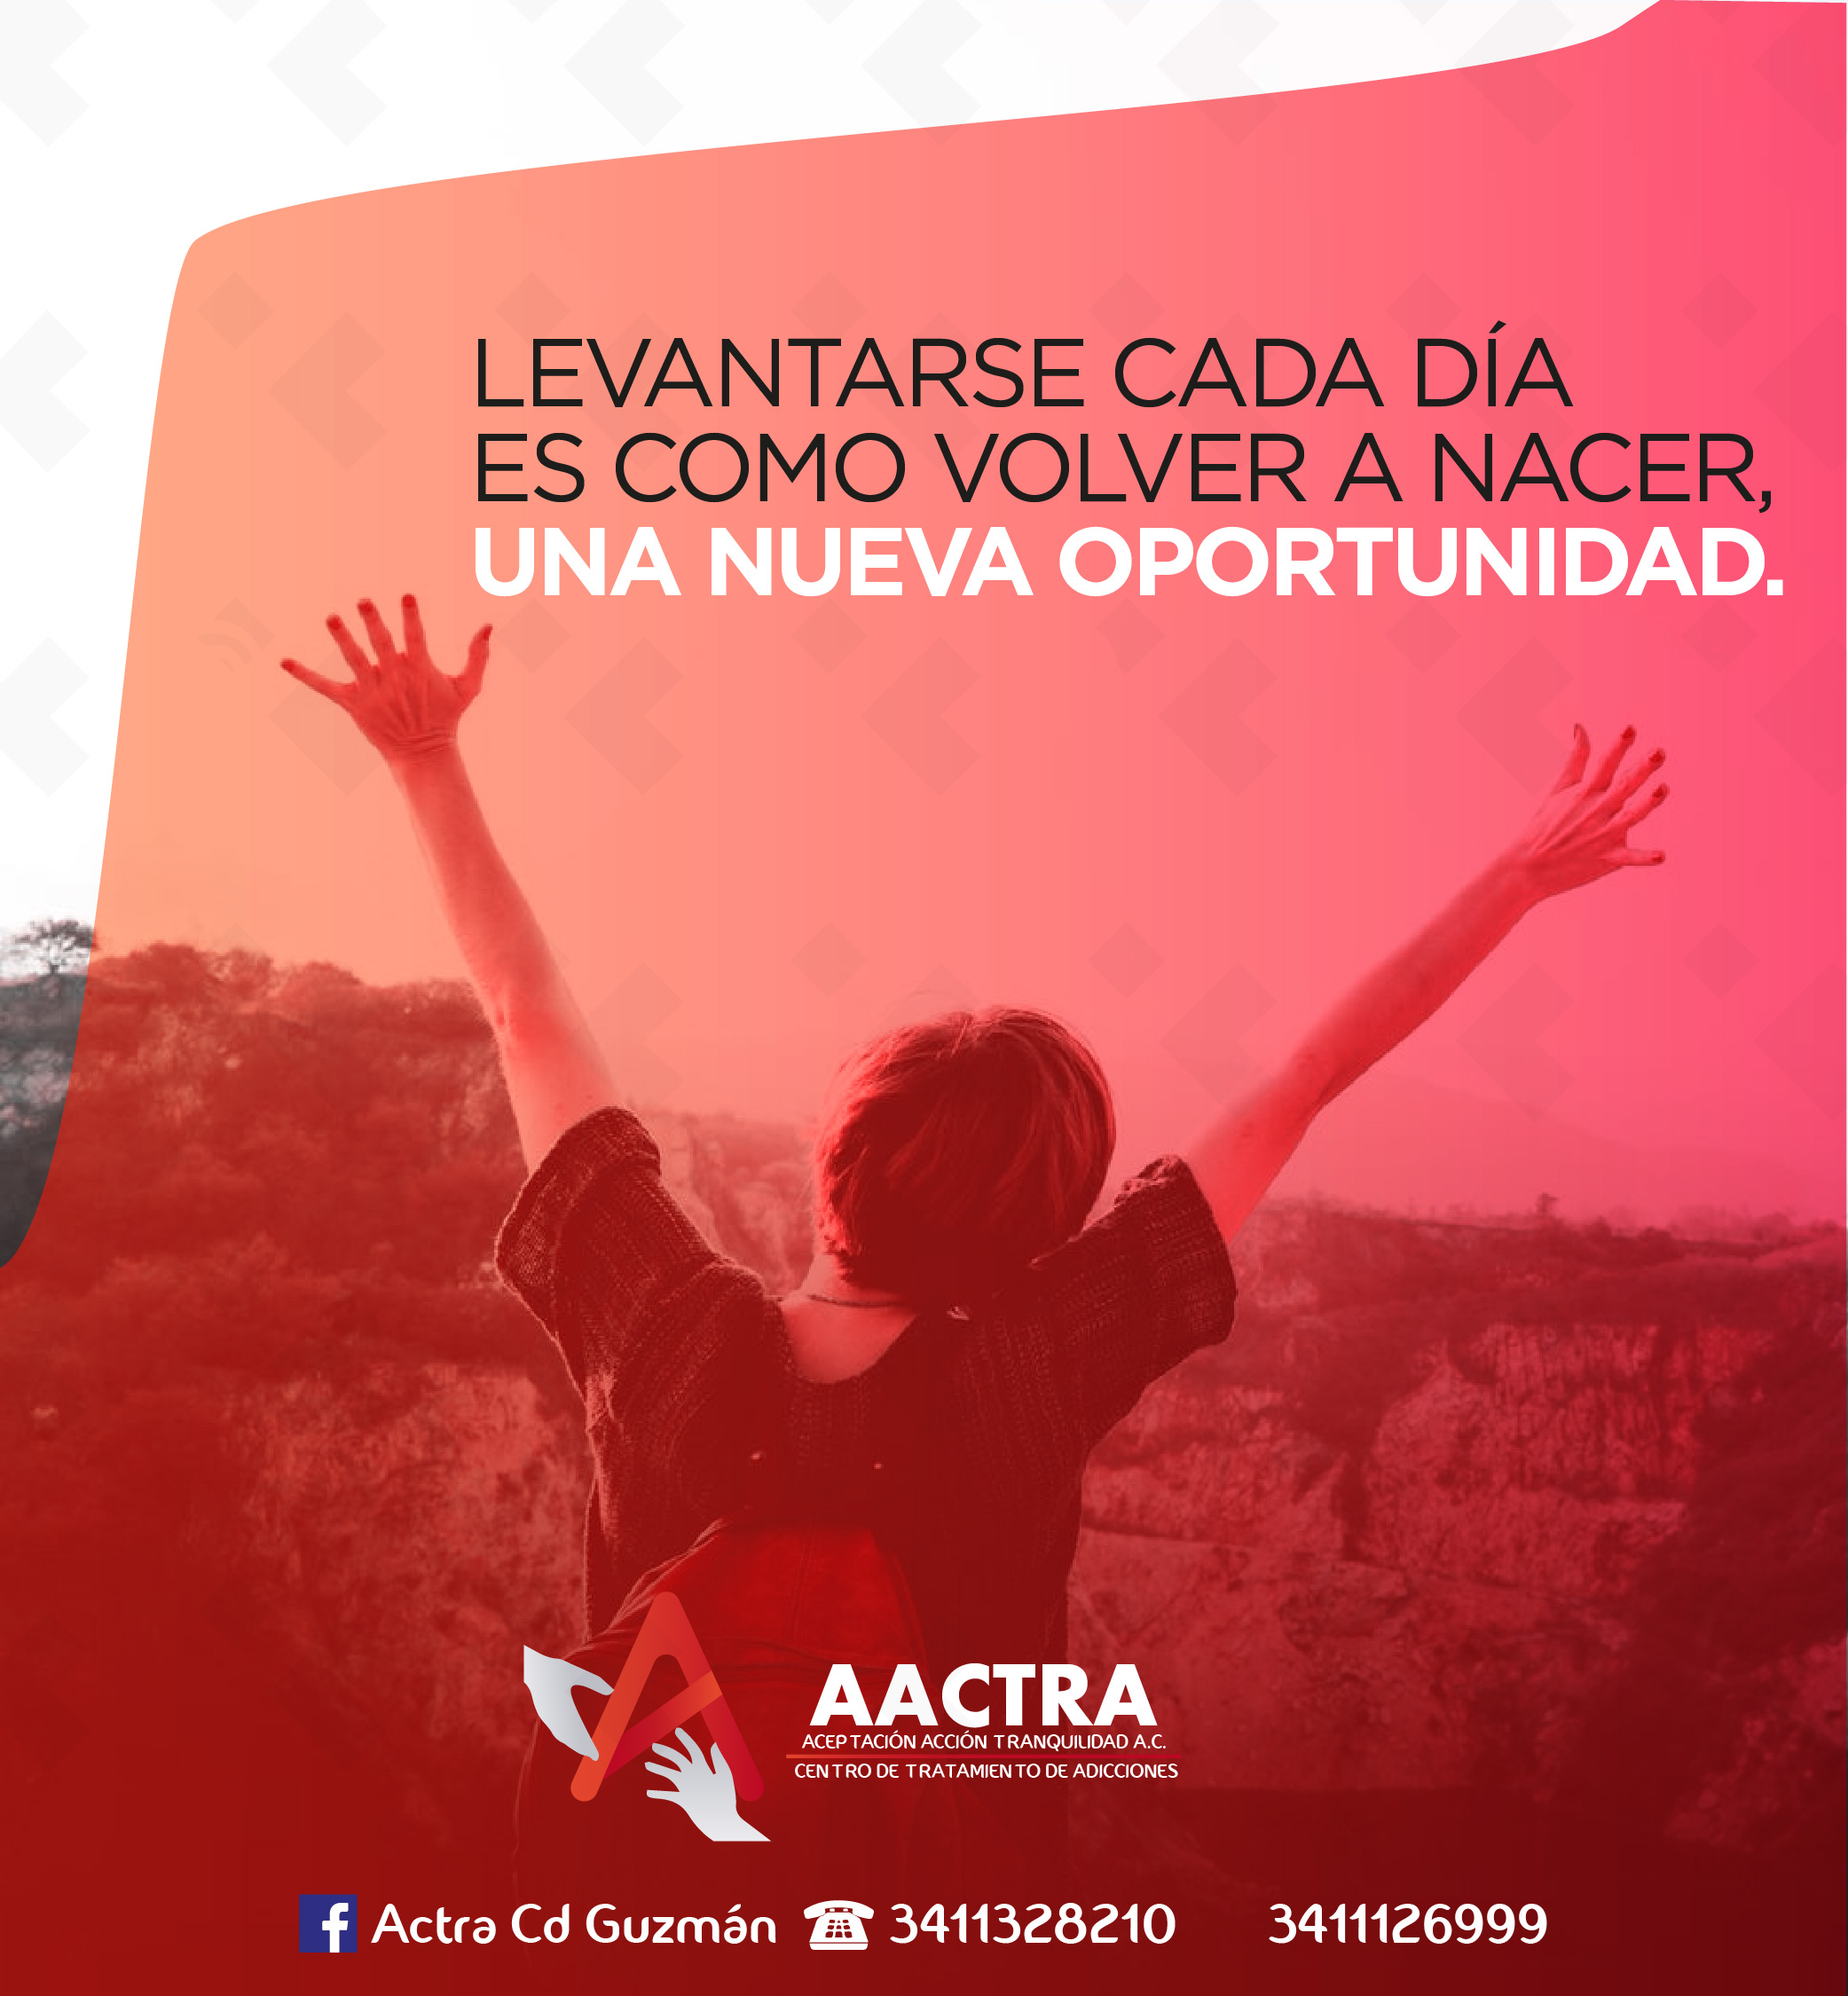 LEVANTARSE CADA DÍA
ES COMO VOLVER A NACER,
UNA NUEVA OPORTUNIDAD.
AACTRA
ACEPTACIÓN ACCIÓN TRANQUILIDAD A.C.
CENTRO DE TRATAMIENTO DE ADICCIONES
f Actra Cd Guzmán 3411328210 3411126999